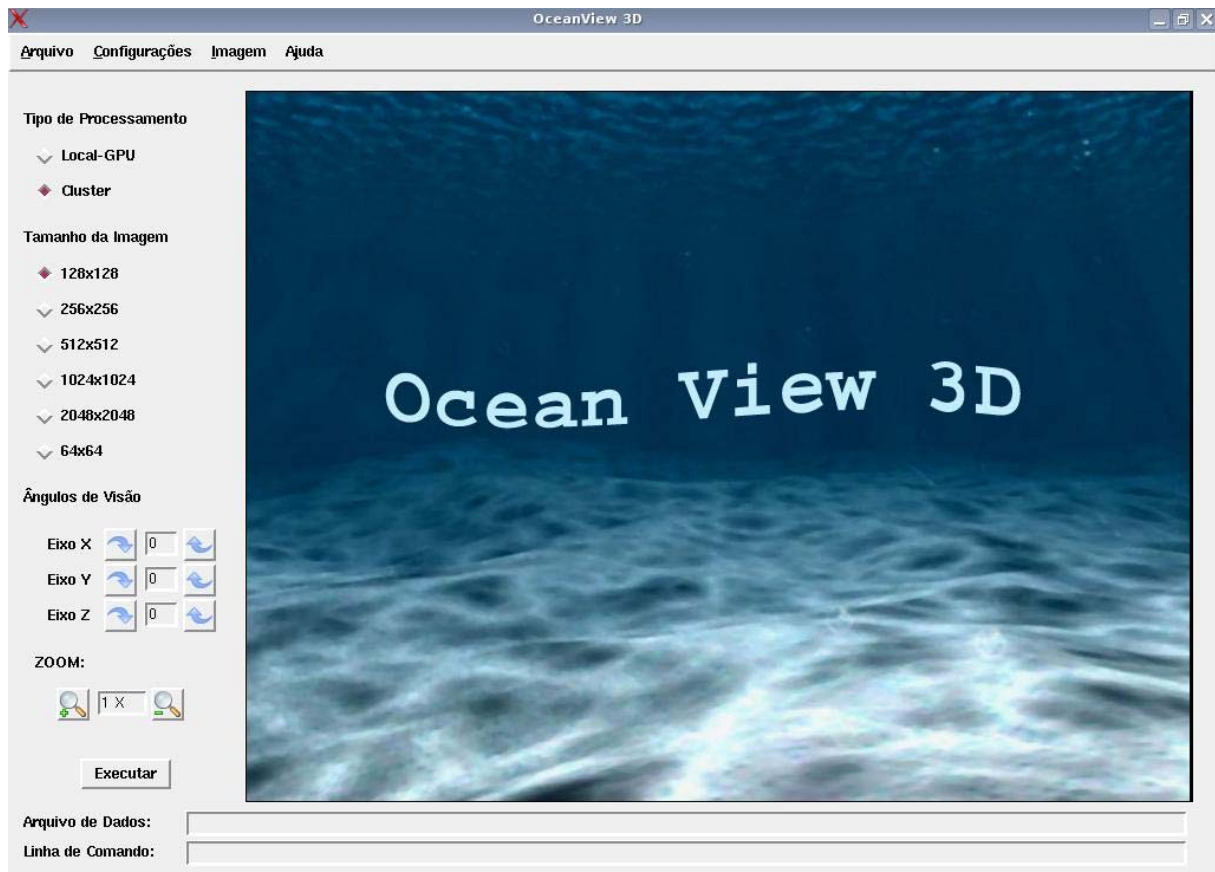 OceanView 3D
Arquivo Configurações Imagem Ajuda
Tipo de Processamento
Local-GPU
Cluster
Tamanho da Imagem
128x128
256x256
512x512
1024x1024
2048x2048
64x64
Ângulos de Visão
Eixo X 0
Eixo Y 0
Eixo Z 0
ZOOM:
1 X
Executar
Ocean View 3D
Arquivo de Dados:
Linha de Comando: